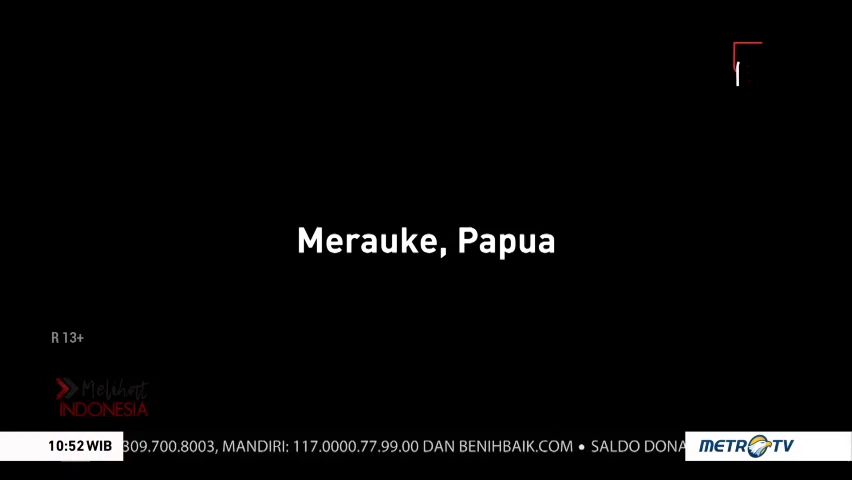 Merauke, Papua
R 13+
Melihat
INDONESIA
10:52 WIB
309.700.8003, MANDIRI: 117.0000.77.99.00 DAN BENIHBAIK.COM • SALDO DONA
METRO TV